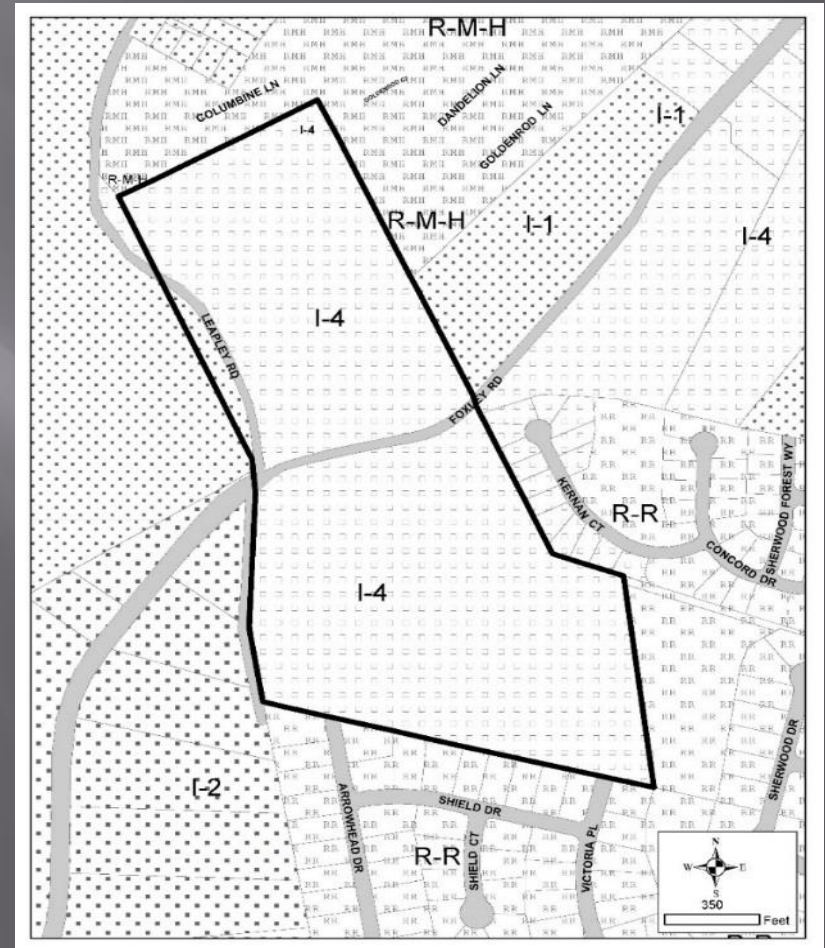 R-M-H
COLUMBINE LN
DANDELION LN
GOLDENROD LN
I-4
I-1
R-M-H
R-M-H
I-1
I-4
I-4
LEAPLEY RD
FOXLEY RD
KERNAN CT
R-R
CONCORD DR
SHERWOOD FOREST WY
I-4
I-2
SHERWOOD DR
ARROWHEAD DR
SHIELD DR
SHIELD CT
VICTORIA PL
R-R
N
W
E
S
350
Feet